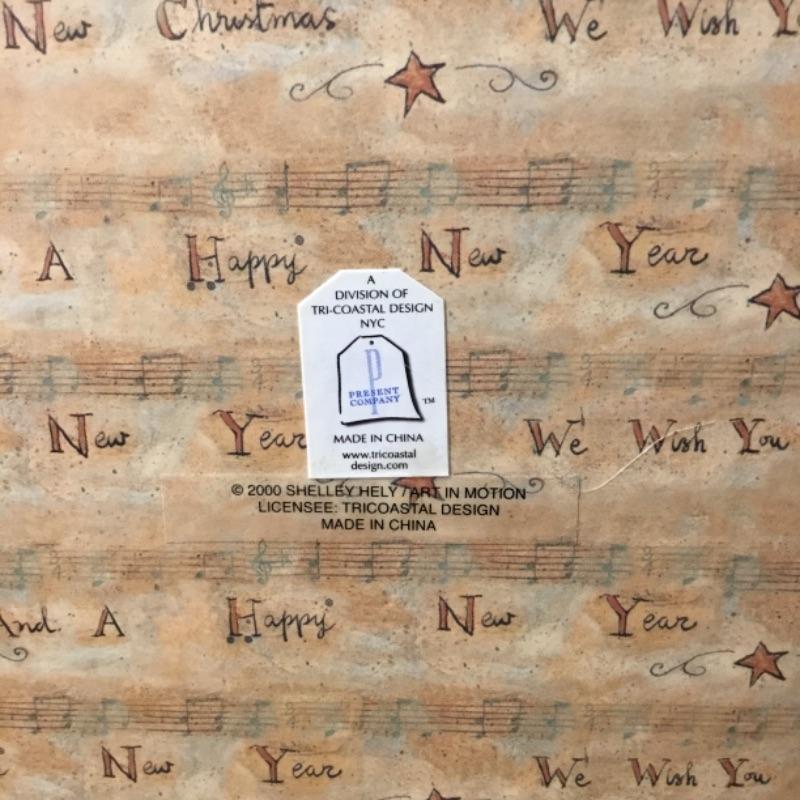 New Christmas We Wish Y
A Happy New Year
A
DIVISION OF
TRI-COASTAL DESIGN
NYC
P
PRESENT
COMPANY ™
MADE IN CHINA
www.tricoastal
design.com
New Year We Wish You
© 2000 SHELLEY HELY / ART IN MOTION
LICENSEE: TRICOASTAL DESIGN
MADE IN CHINA
And A Happy New Year
New Year We Wish You